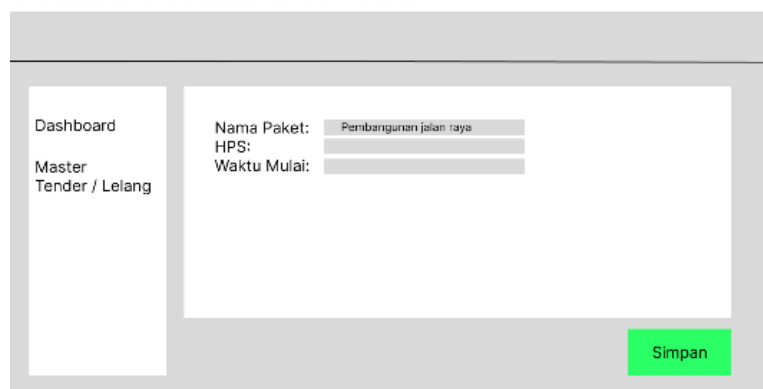 Dashboard
Master
Tender / Lelang
Nama Paket: Pembangunan jalan raya
HPS:
Waktu Mulai:
Simpan